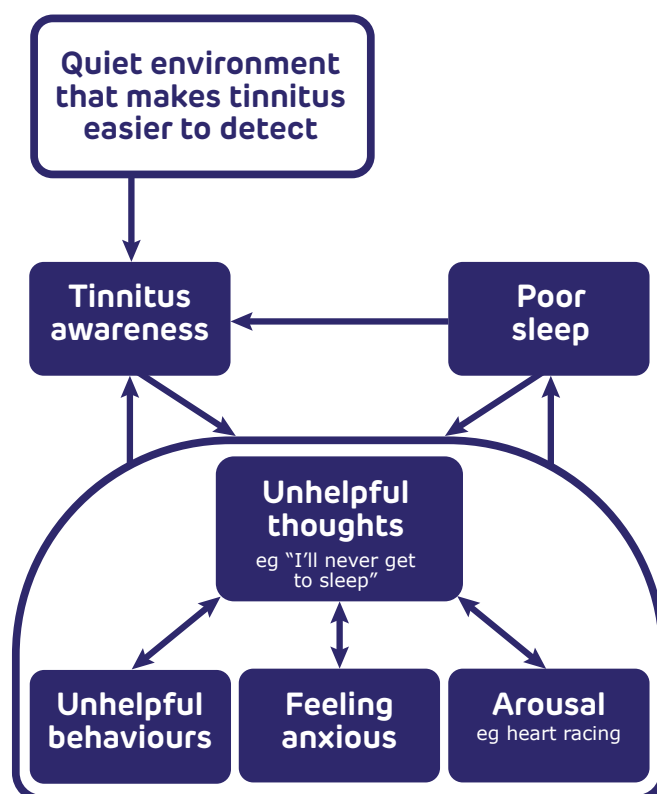 Quiet environment
that makes tinnitus
easier to detect
Tinnitus
awareness
Poor
sleep
Unhelpful
thoughts
eg “I’ll never get
to sleep”
Unhelpful
behaviours
Feeling
anxious
Arousal
eg heart racing